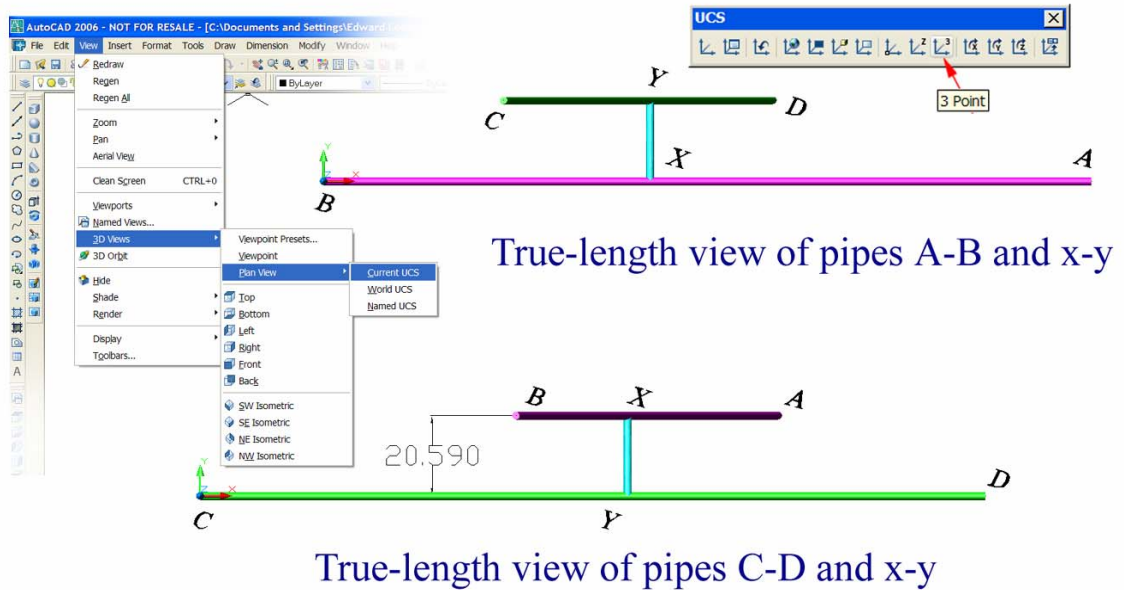 AutoCAD 2006 - NOT FOR RESALE - [C:\Documents and Settings\Edward
File Edit View Insert Format Tools Draw Dimension Modify Window
ByLayer
Redraw
Regen
Regen All
Zoom
Pan
Aerial View
Clean Screen CTRL+0
Viewports
Named Views...
3D Views
3D Orbit
Hide
Shade
Render
Display
Toolbars...
Viewpoint Presets...
Viewpoint
Plan View
Top
Bottom
Left
Right
Front
Back
SW Isometric
SE Isometric
NE Isometric
NW Isometric
Current UCS
World UCS
Named UCS
UCS
3 Point
Y
C D
X A
Y
Z X
B
True-length view of pipes A-B and x-y
B X A
20.590
Y
Z X
D
C Y
True-length view of pipes C-D and x-y